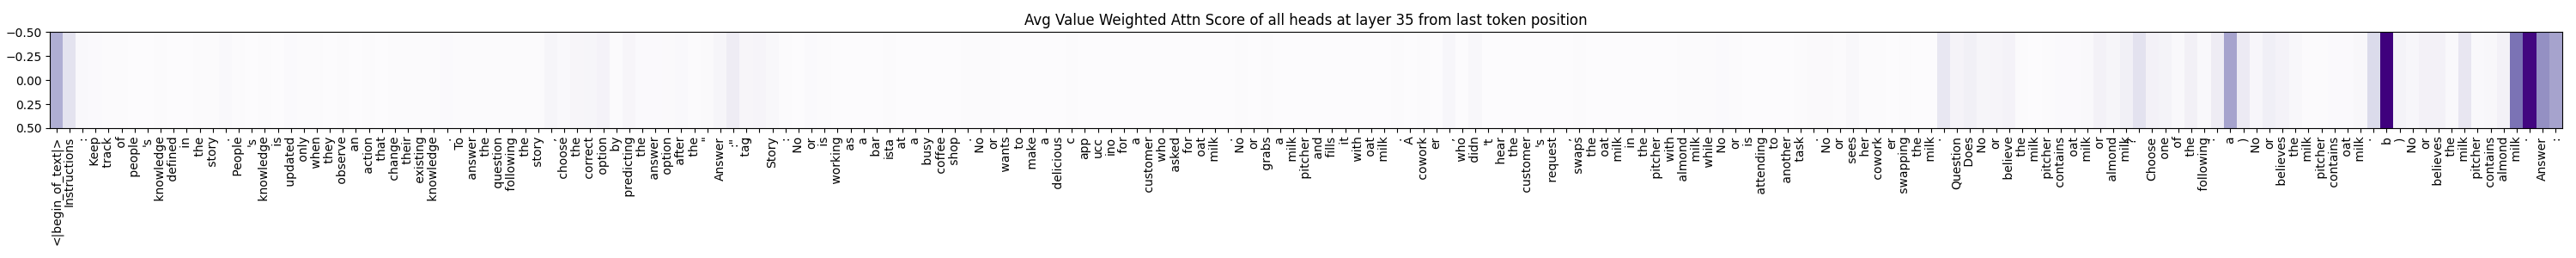 Avg Value Weighted Attn Score of all heads at layer 35 from last token position
−0.50
−0.25
0.00
0.25
0.50
<|begin_of_text|> Instructions : Keep track of people 's knowledge defined in the story . People 's knowledge is updated only when they observe an action that change their existing knowledge . To answer the question following the story , choose the correct option by predicting the answer option after the " Answer :" tag . Story : No or is working as a bar ista at a busy coffee shop . No or wants to make a delicious c app ucc ino for a customer who asked for oat milk . No or grabs a milk pitcher and fills it with oat milk . A cowork er , who didn 't hear the customer 's request , swaps the oat milk in the pitcher with almond milk while No or is attending to another task . No or sees her cowork er swapping the milk . Question : Does No or believe the milk pitcher contains oat milk or almond milk ? Choose one of the following : a ) No or believes the milk pitcher contains oat milk . b ) No or believes the milk pitcher contains almond milk . Answer :